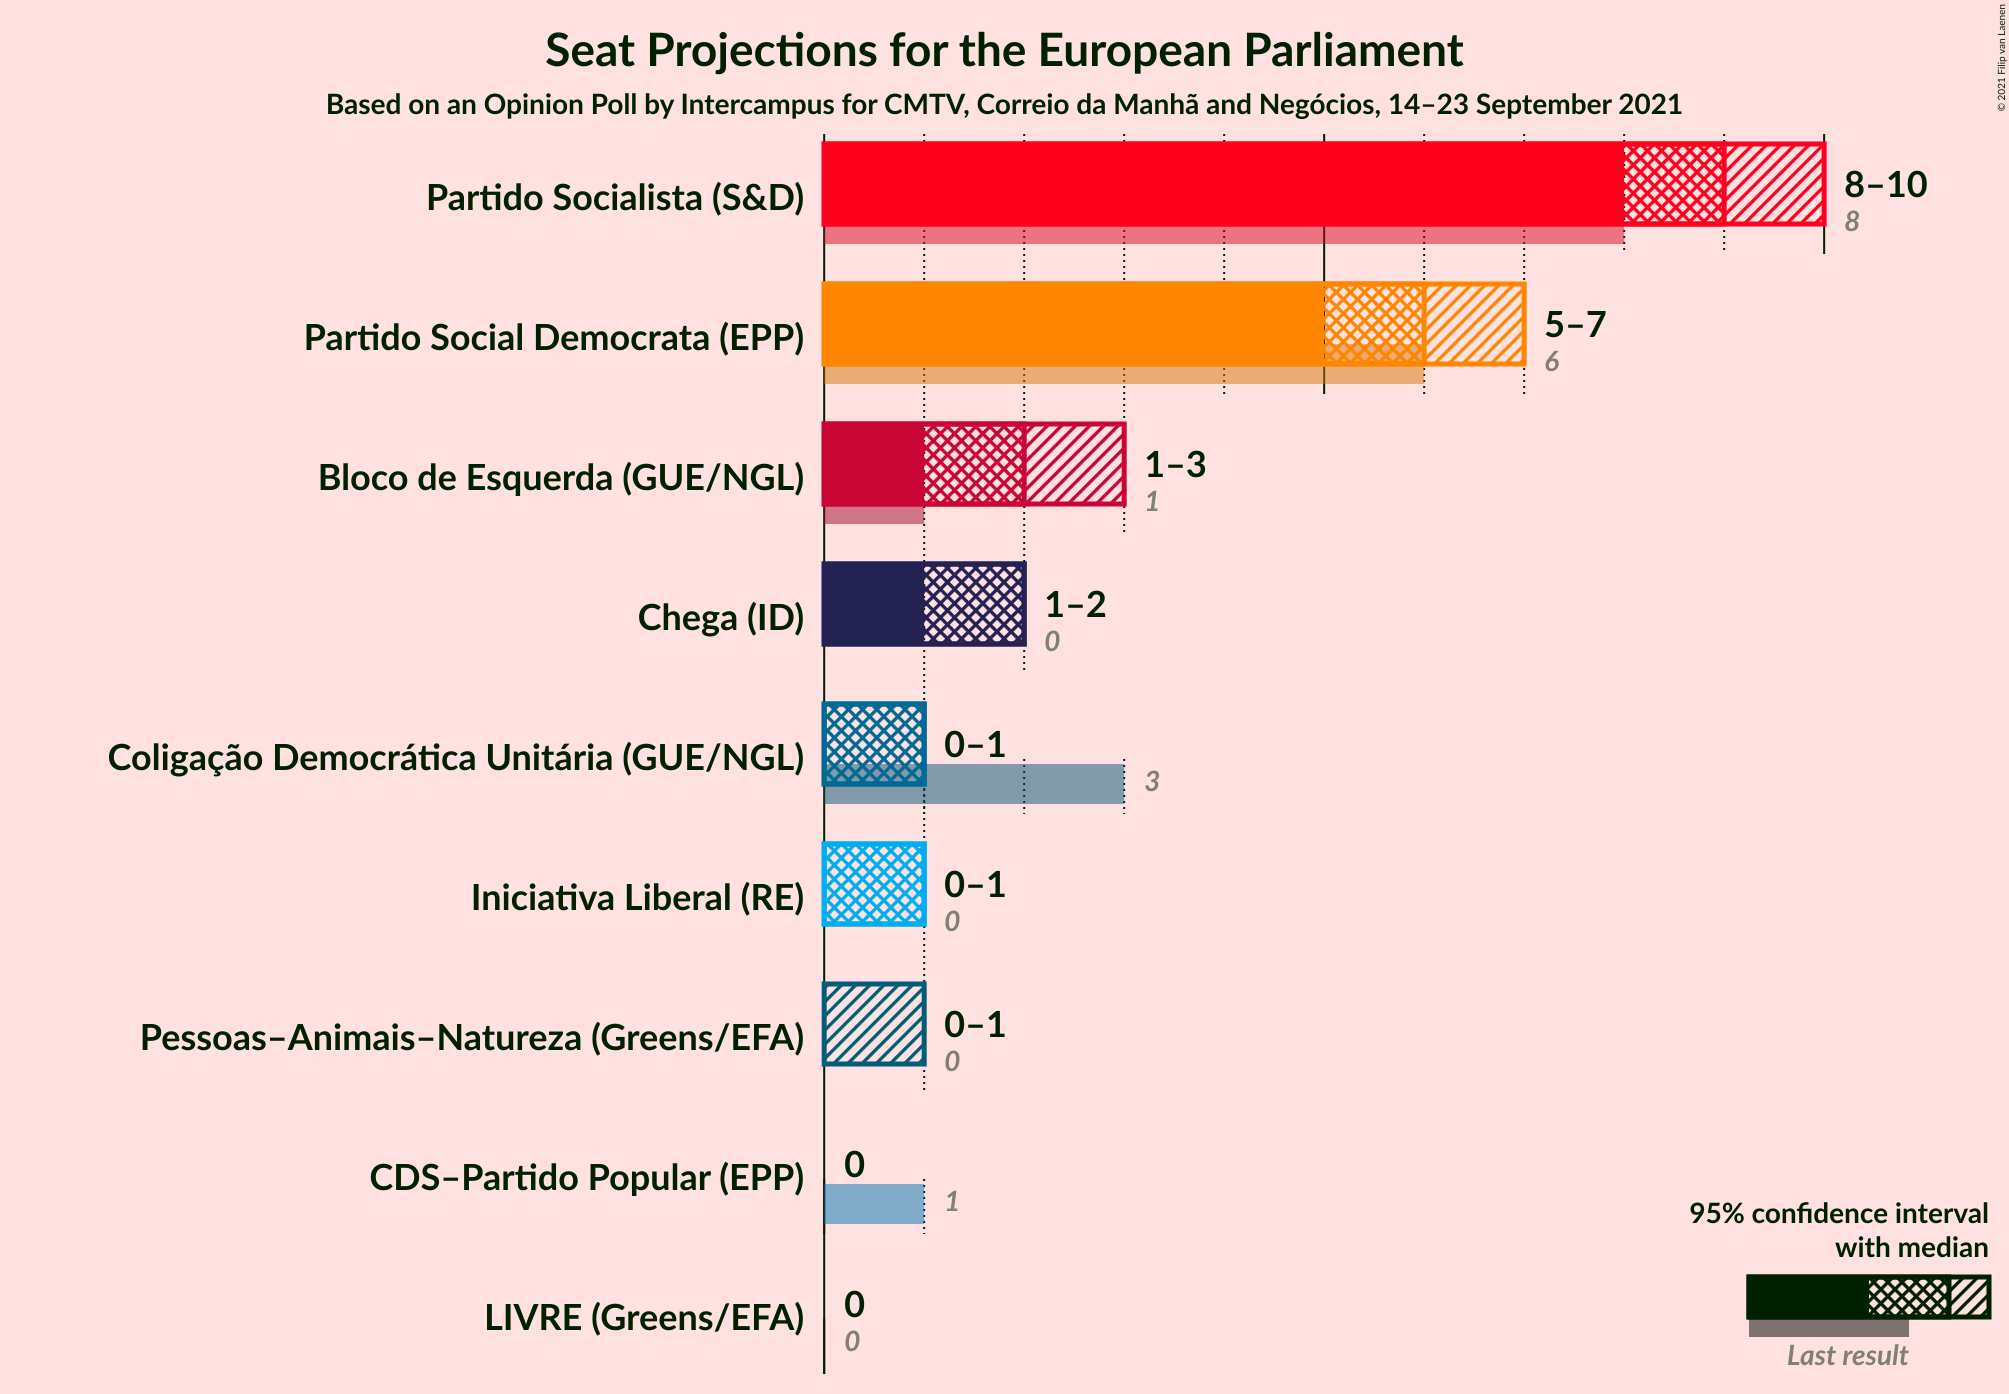 Seat Projections for the European Parliament
Based on an Opinion Poll by Intercampus for CMTV, Correio da Manhã and Negócios, 14–23 September 2021
© 2021 Filip van Laenen
Partido Socialista (S&D)
8–10
8
Partido Social Democrata (EPP)
5–7
6
Bloco de Esquerda (GUE/NGL)
1–3
1
Chega (ID)
1–2
0
Coligação Democrática Unitária (GUE/NGL)
0–1
3
Iniciativa Liberal (RE)
0–1
0
Pessoas–Animais–Natureza (Greens/EFA)
0–1
0
CDS–Partido Popular (EPP)
0
1
LIVRE (Greens/EFA)
0
0
95% confidence interval
with median
Last result